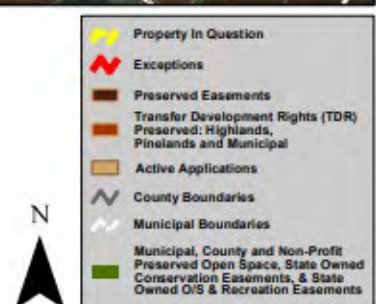 Property In Question
Exceptions
Preserved Easements
Transfer Development Rights (TDR)
Preserved: Highlands,
Pinelands and Municipal
Active Applications
County Boundaries
N
Municipal Boundaries
Municipal, County and Non-Profit
Preserved Open Space, State Owned
Conservation Easements, & State
Owned O/S & Recreation Easements